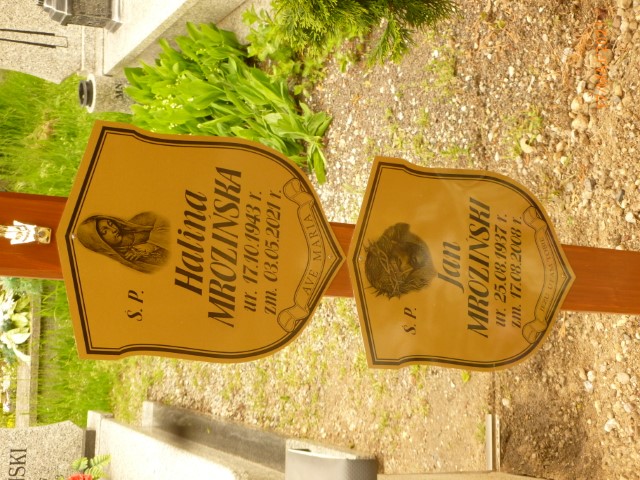 Ś. P.
Halina
MROZIŃSKA
ur. 17.10.1943 r.
zm. 03.05.2021 r.
AVE MARIA
Ś. P.
Jan
MROZIŃSKI
ur. 25.08.1937 r.
zm. 17.08.2008 r.
SKI